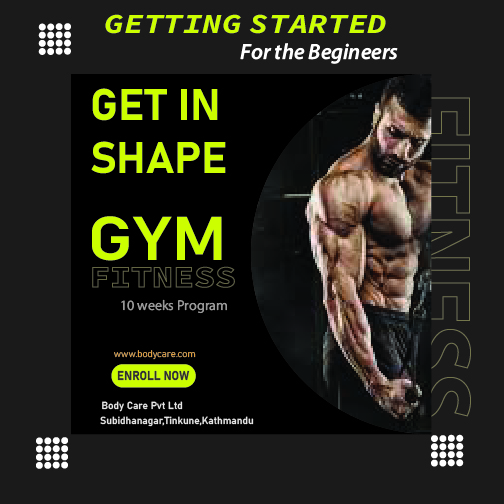 GETTING STARTED
For the Begineers
GET IN
SHAPE
GYM
FITNESS
10 weeks Program
www.bodycare.com
ENROLL NOW
Body Care Pvt Ltd
Subidhanagar,Tinkune,Kathmandu
FITNESS